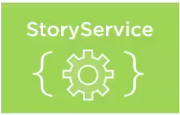 StoryService
{ }